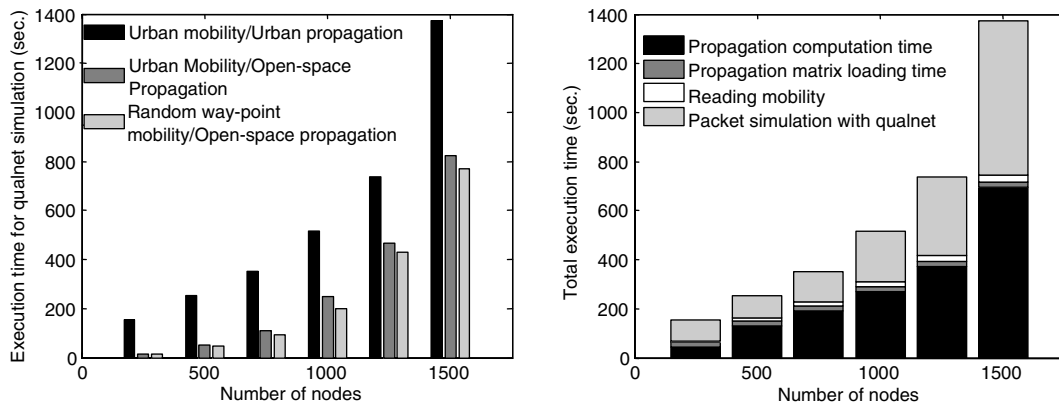 1400
1200
1000
800
600
400
200
0
0
500
1000
1500
Execution time for qualnet simulation (sec.)
Number of nodes
Urban mobility/Urban propagation
Urban Mobility/Open-space
Propagation
Random way-point
mobility/Open-space propagation
1400
1200
1000
800
600
400
200
0
0
500
1000
1500
Total execution time (sec.)
Number of nodes
Propagation computation time
Propagation matrix loading time
Reading mobility
Packet simulation with qualnet